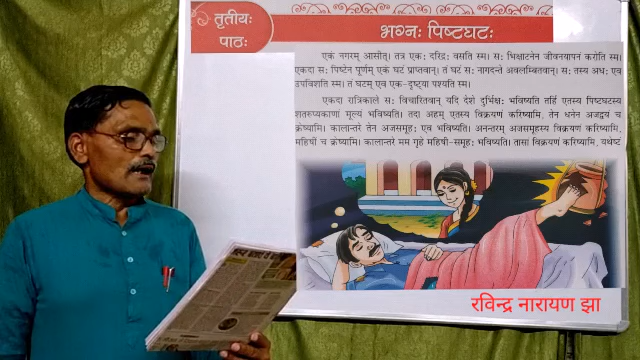 तृतीयः
पाठः
भग्नः पिष्टघटः
एकं नगरम् आसीत्। तत्र एकः दरिद्रः वसति स्म। सः भिक्षाटनेन जीवनयापनं करोति स्म।
एकदा सः पिष्टेन पूर्णम् एकं घटं प्राप्तवान्। तं घटं सः नागदन्ते अवलम्बितवान्। सः तस्य अधः एव
उपविशति स्म। तं घटम् एव एक-दृष्ट्या पश्यति स्म।
एकदा रात्रिकाले सः विचारितवान् यदि देशे दुर्भिक्षः भविष्यति तर्हि एतस्य पिष्टघटस्य
शतरुप्यकाणां मूल्यं भविष्यति। तदा अहम् एतस्य विक्रयणं करिष्यामि, तेन धनेन अजद्वयं च
क्रेष्यामि। कालान्तरे तेन अजसमूहः एव भविष्यति। अनन्तरम् अजसमूहस्य विक्रयणं करिष्यामि,
महिषीं च क्रेष्यामि। कालान्तरे मम गृहे महिषी-समूहः भविष्यति। तासां विक्रयणं करिष्यामि, यथेष्टं
रविन्द्र नारायण झा